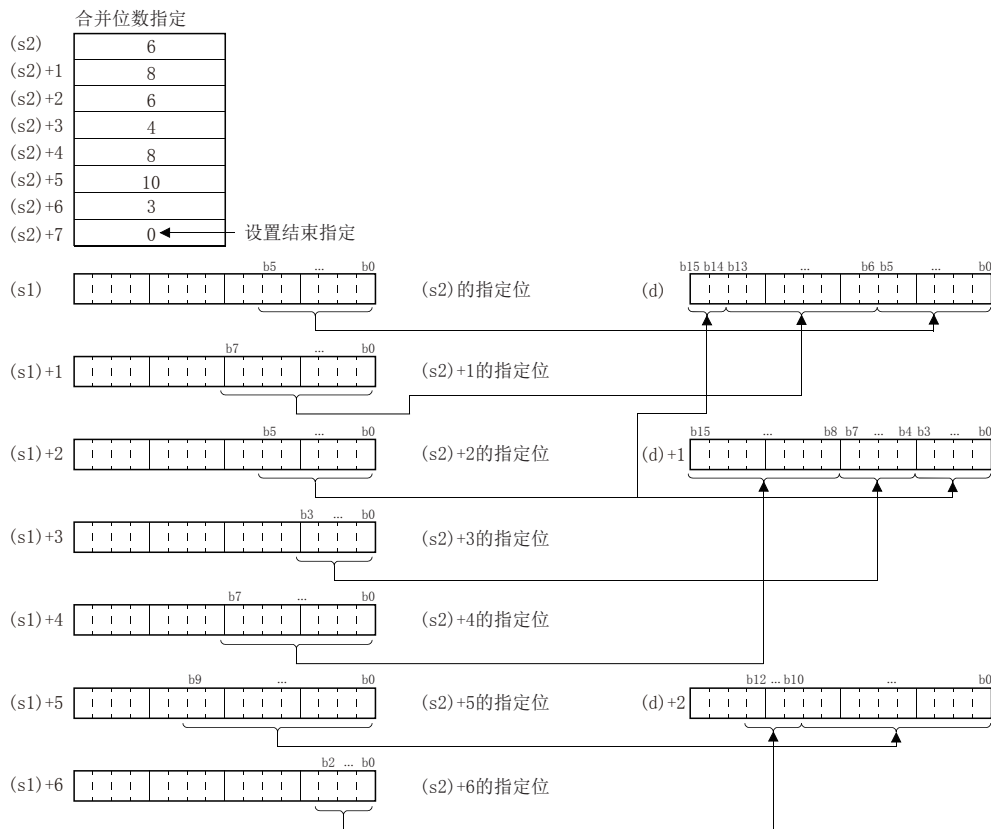 合并位数指定
(s2) 6
(s2)+1 8
(s2)+2 6
(s2)+3 4
(s2)+4 8
(s2)+5 10
(s2)+6 3
(s2)+7 0 设置结束指定
b5 ... b0 b15 b14 b13 ... b6 b5 ... b0
(s1) (s2)的指定位 (d)
b7 ... b0
(s1)+1 (s2)+1的指定位
b5 ... b0 b15 ... b8 b7 ... b4 b3 ... b0
(s1)+2 (s2)+2的指定位 (d)+1
b3 ... b0
(s1)+3 (s2)+3的指定位
b7 ... b0
(s1)+4 (s2)+4的指定位
b9 ... b0 b12 ... b10 ... b0
(s1)+5 (s2)+5的指定位 (d)+2
b2 ... b0
(s1)+6 (s2)+6的指定位